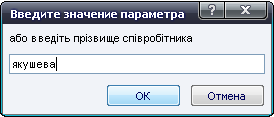 Введите значение параметра
або введіть прізвище співробітника
якушева
OK
Отмена